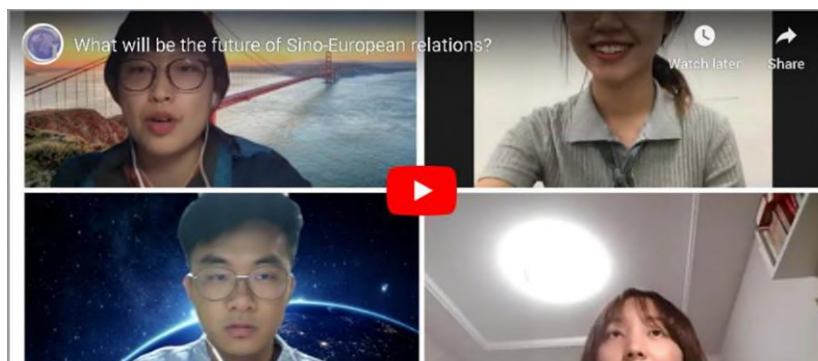 What will be the future of Sino-European relations?
Watch later
Share